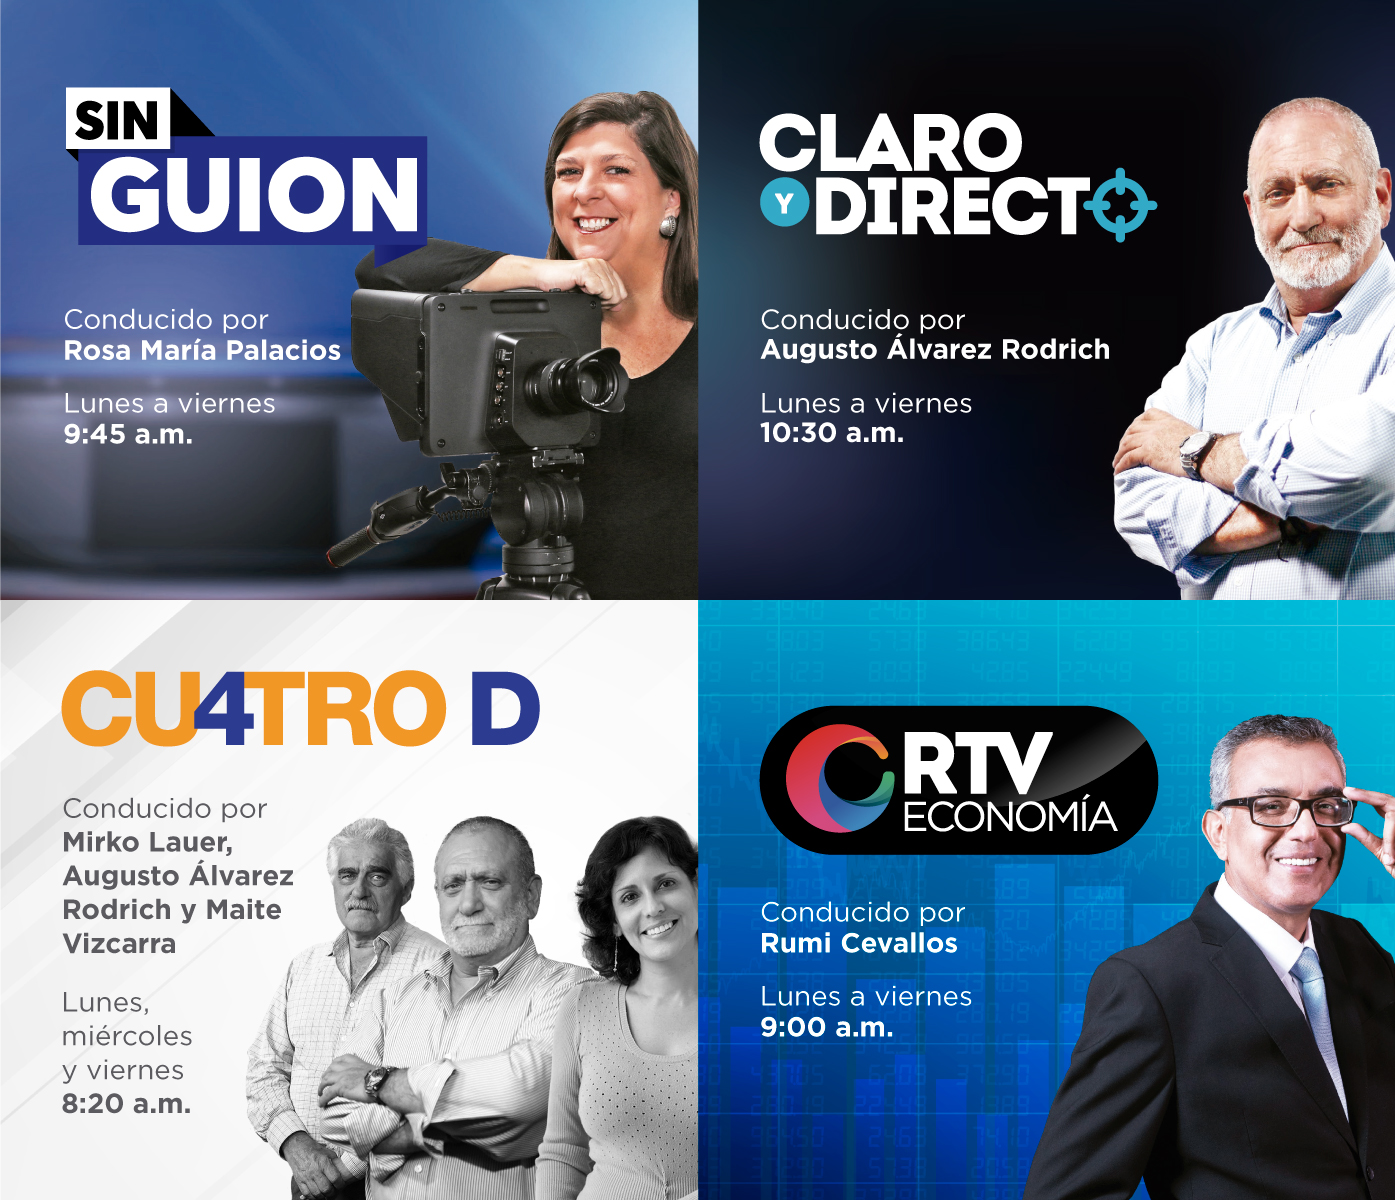 SIN
GUION
Conducido por
Rosa María Palacios
Lunes a viernes
9:45 a.m.
CLARO
Y DIRECTO
Conducido por
Augusto Álvarez Rodrich
Lunes a viernes
10:30 a.m.
CU4TRO D
Conducido por
Mirko Lauer,
Augusto Álvarez
Rodrich y Maite
Vizcarra
Lunes,
miércoles
y viernes
8:20 a.m.
RTV
ECONOMÍA
Conducido por
Rumi Cevallos
Lunes a viernes
9:00 a.m.